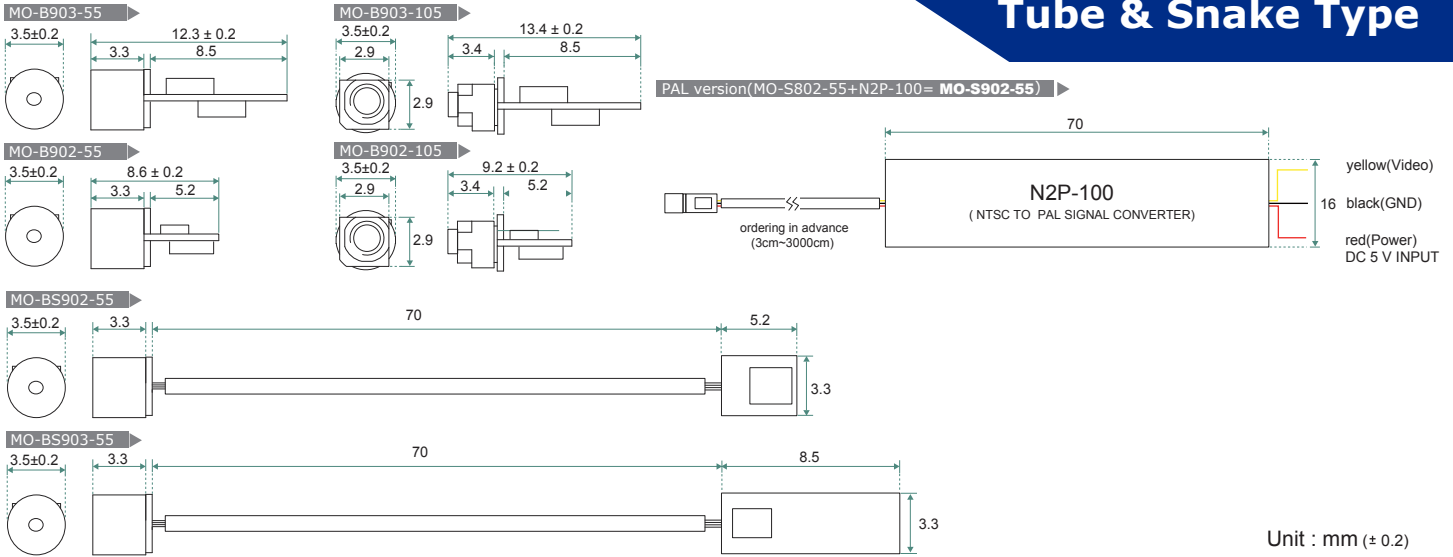 Tube & Snake Type
MO-B903-55
3.5±0.2
12.3 ± 0.2
3.3
8.5
MO-B903-105
3.5±0.2
2.9
2.9
13.4 ± 0.2
3.4
8.5
MO-B902-55
3.5±0.2
8.6 ± 0.2
3.3
5.2
MO-B902-105
3.5±0.2
2.9
2.9
9.2 ± 0.2
3.4
5.2
PAL version(MO-S802-55+N2P-100= MO-S902-55)
70
N2P-100
( NTSC TO PAL SIGNAL CONVERTER)
ordering in advance
(3cm~3000cm)
16
yellow(Video)
black(GND)
red(Power)
DC 5 V INPUT
MO-BS902-55
3.5±0.2
3.3
70
5.2
3.3
MO-BS903-55
3.5±0.2
3.3
70
8.5
3.3
Unit : mm (± 0.2)